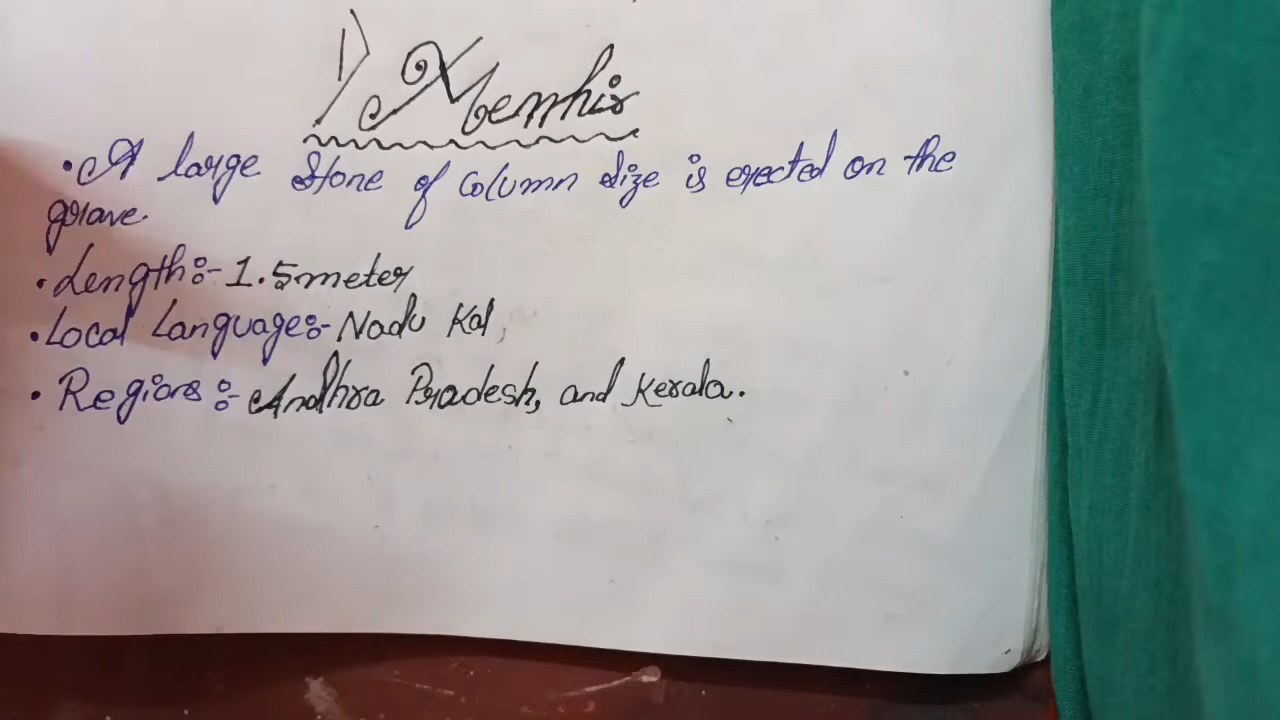 1) Menhir
• A large Stone of Column Size is erected on the
grave.
• Length:- 1.5 meter
• Local Language:- Nadu Kal,
• Regions:- Andhra Pradesh, and Kerala.